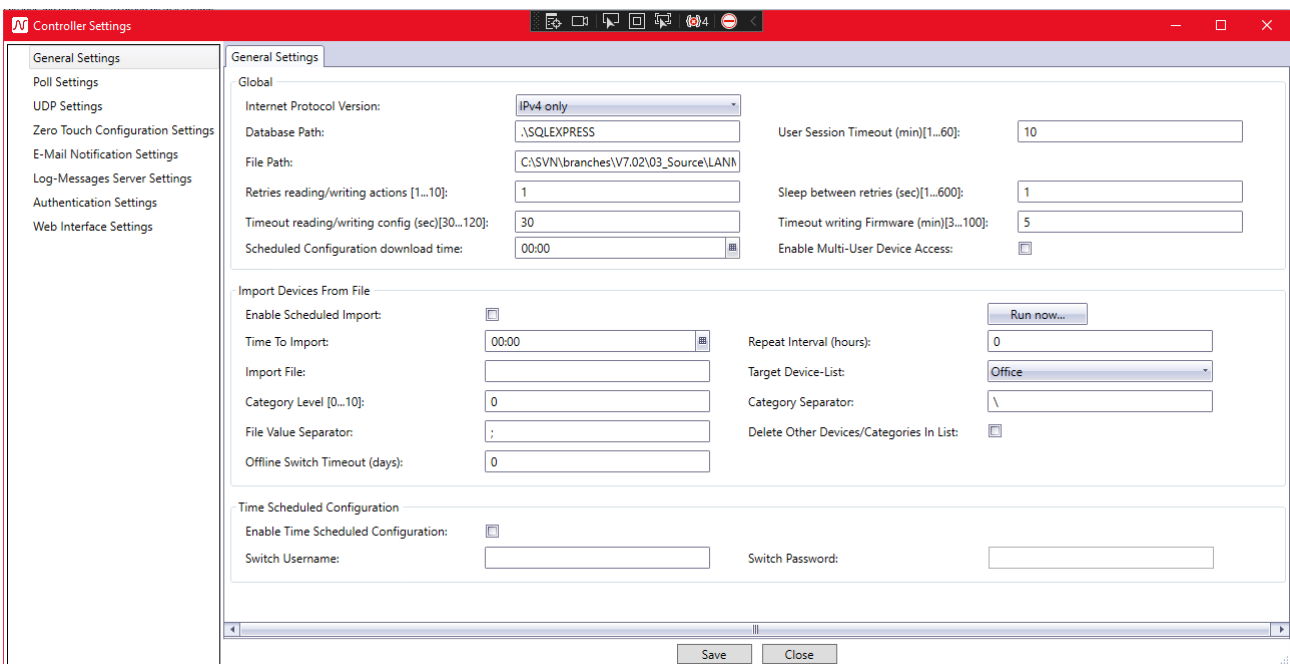 Controller Settings
4
General Settings
Poll Settings
UDP Settings
Zero Touch Configuration Settings
E-Mail Notification Settings
Log-Messages Server Settings
Authentication Settings
Web Interface Settings
General Settings
Global
Internet Protocol Version: IPv4 only
Database Path: .\SQLEXPRESS User Session Timeout (min)[1...60]: 10
File Path: C:\SVN\branches\V7.02\03_Source\LANN
Retries reading/writing actions [1...10]: 1 Sleep between retries (sec)[1...600]: 1
Timeout reading/writing config (sec)[30...120]: 30 Timeout writing Firmware (min)[3...100]: 5
Scheduled Configuration download time: 00:00 Enable Multi-User Device Access:
Import Devices From File
Enable Scheduled Import: Run now...
Time To Import: 00:00 Repeat Interval (hours): 0
Import File: Target Device-List: Office
Category Level [0...10]: 0 Category Separator: \
File Value Separator: ; Delete Other Devices/Categories In List:
Offline Switch Timeout (days): 0
Time Scheduled Configuration
Enable Time Scheduled Configuration:
Switch Username: Switch Password:
Save Close